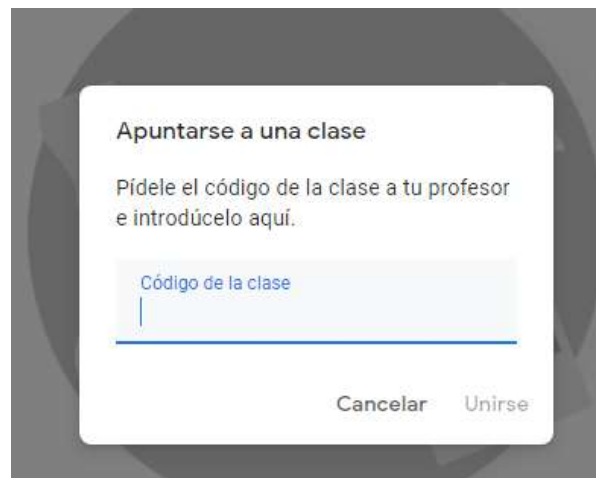 Apuntarse a una clase
Pídele el código de la clase a tu profesor
e introdúcelo aquí.
Código de la clase
Cancelar Unirse